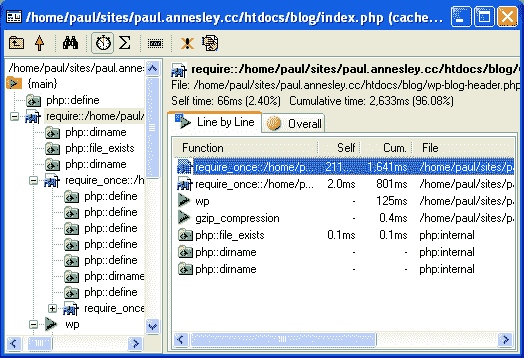 /home/paul/sites/paul.annesley.cc/htdocs/blog/index.php (cache...
/home/paul/sites/paul.annes
{main}
php::define
require::/home/pau
php::dirname
php::file_exists
php::dirname
require_once::/h
php::define
php::define
php::define
php::define
php::define
php::dirname
php::define
require_once
wp
require::/home/paul/sites/paul.annesley.cc/htdocs/blog/
File: /home/paul/sites/paul.annesley.cc/htdocs/blog/wp-blog-header.php
Self time: 66ms (2.40%) Cumulative time: 2,633ms (96.08%)
Line by Line Overall
Function Self Cum. File
require_once::/home/p... 211... 1,641ms /home/paul/sites/pa
require_once::/home/p... 2.0ms 801ms /home/paul/sites/pa
wp - 125ms /home/paul/sites/pa
gzip_compression - 0.4ms /home/paul/sites/pa
php::file_exists 0.1ms 0.1ms php:internal
php::dirname - - php:internal
php::dirname - - php:internal